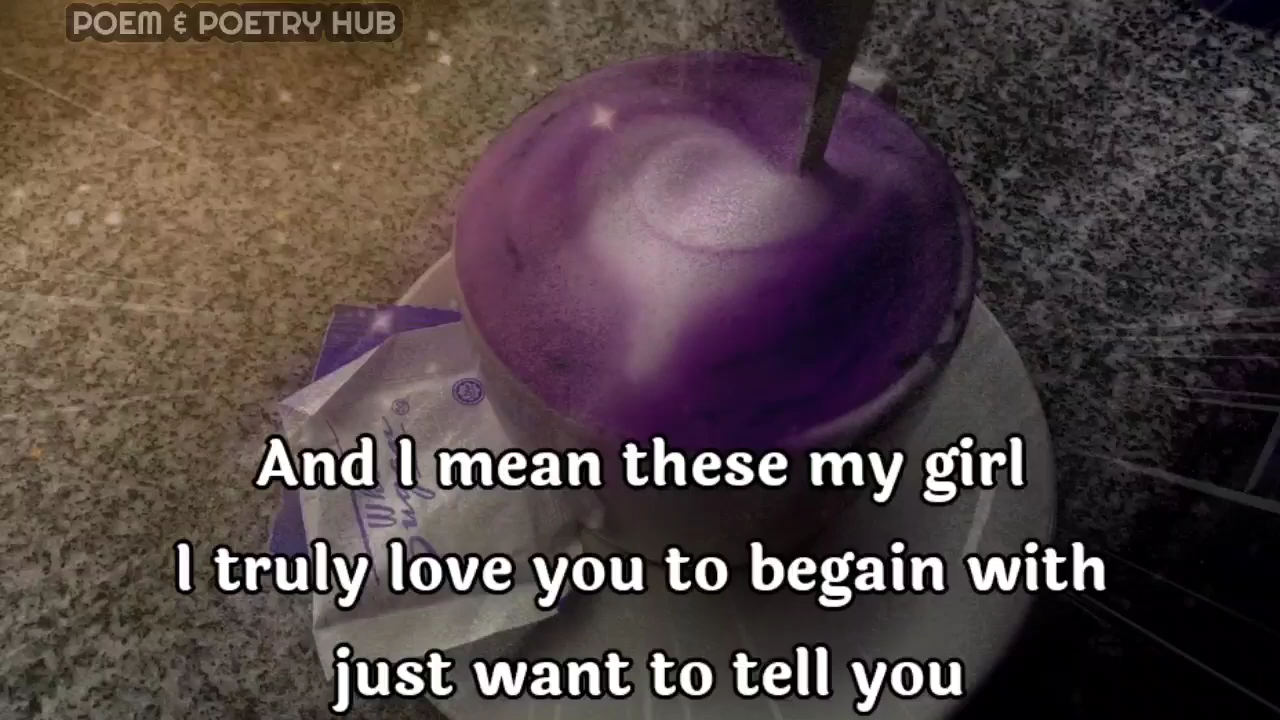 POEM & POETRY HUB
And I mean these my girl
I truly love you to begain with
just want to tell you